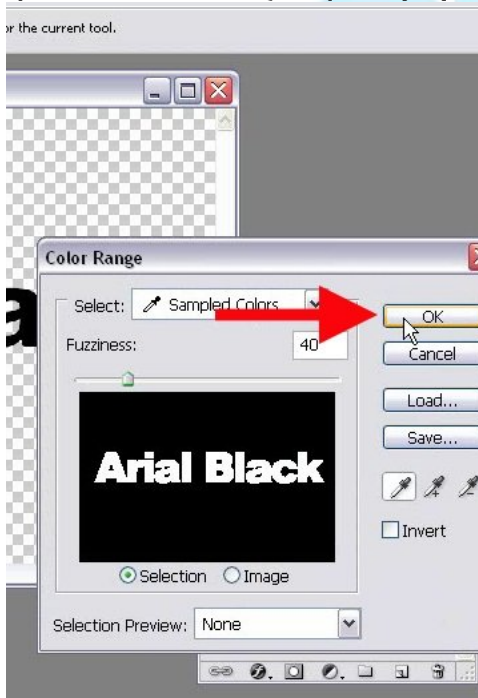 or the current tool.
Color Range
Select: Sampled Colors
OK
Fuzziness: 40
Cancel
Load...
Save...
Arial Black
Invert
Selection Image
Selection Preview: None